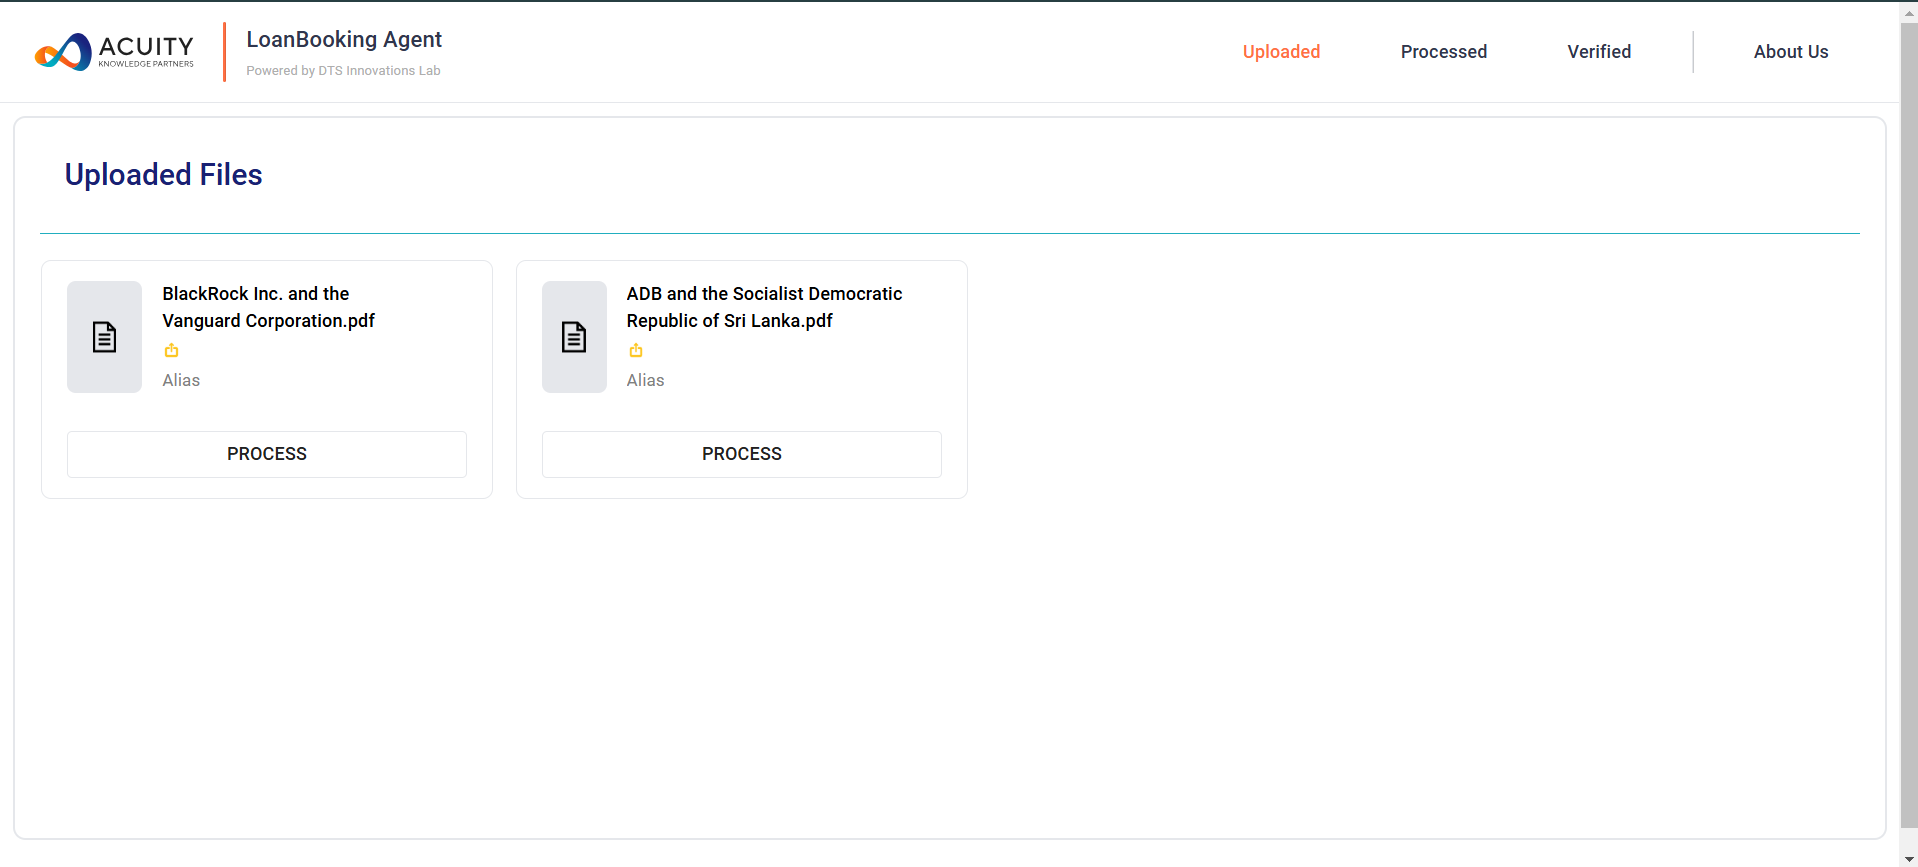 ACUITY
KNOWLEDGE PARTNERS
LoanBooking Agent
Powered by DTS Innovations Lab
Uploaded
Processed
Verified
About Us
Uploaded Files
BlackRock Inc. and the
Vanguard Corporation.pdf
Alias
PROCESS
ADB and the Socialist Democratic
Republic of Sri Lanka.pdf
Alias
PROCESS